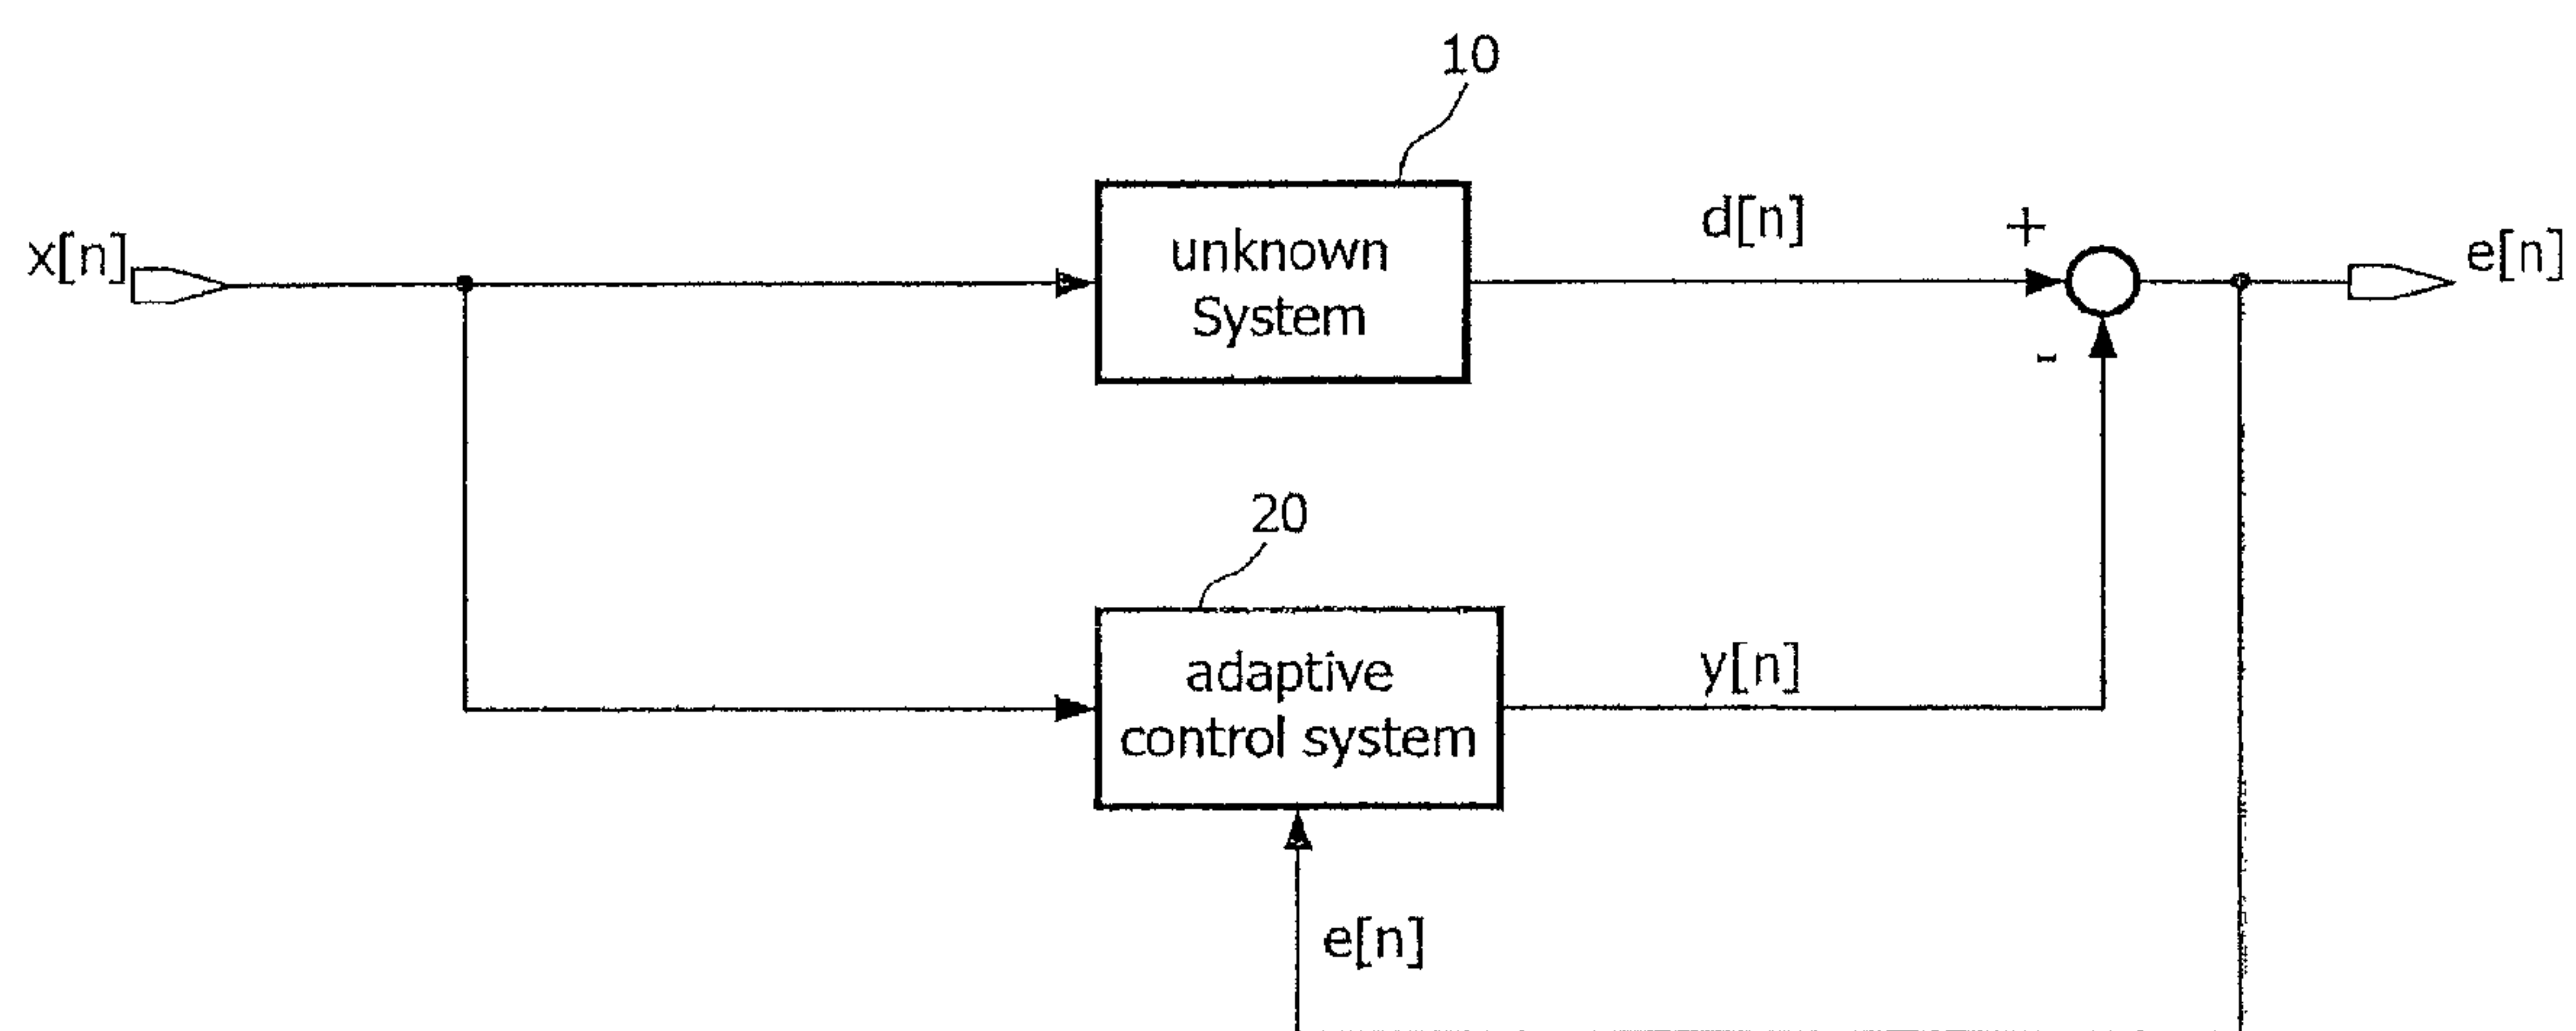 10
x[n]
unknown
System
d[n]
+
-
e[n]
20
adaptive
control system
y[n]
e[n]